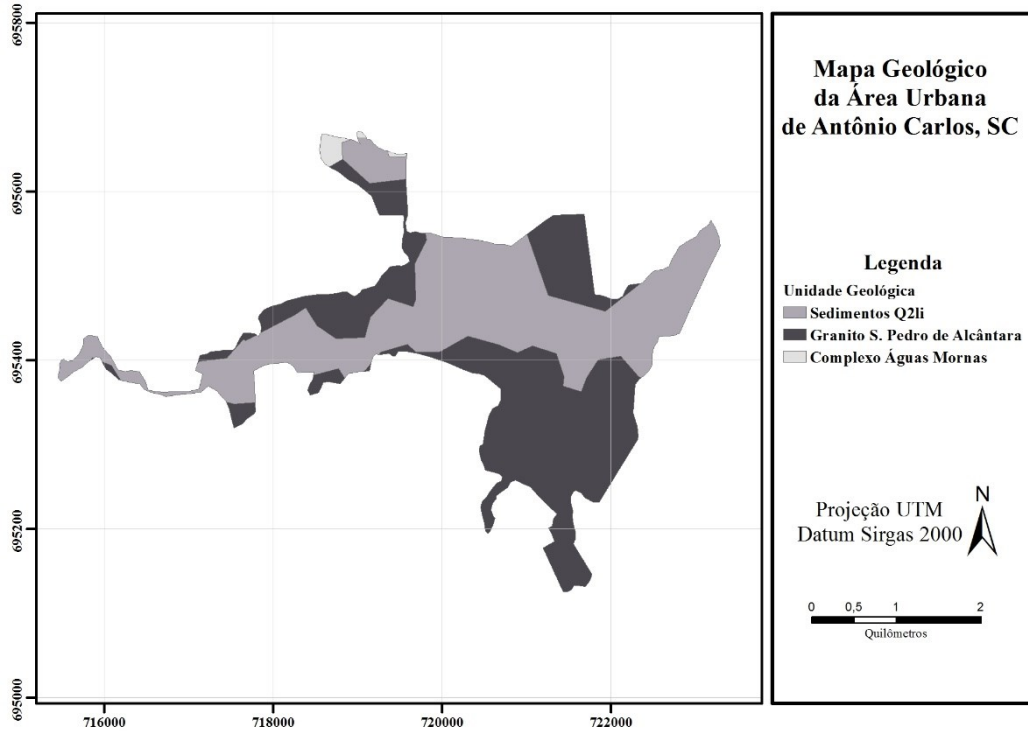 Mapa Geológico
da Área Urbana
de Antônio Carlos, SC
Legenda
Unidade Geológica
Sedimentos Q2li
Granito S. Pedro de Alcântara
Complexo Águas Mornas
Projeção UTM
Datum Sirgas 2000
N
0 0,5 1 2
Quilômetros
695800
695600
695400
695200
695000
716000 718000 720000 722000